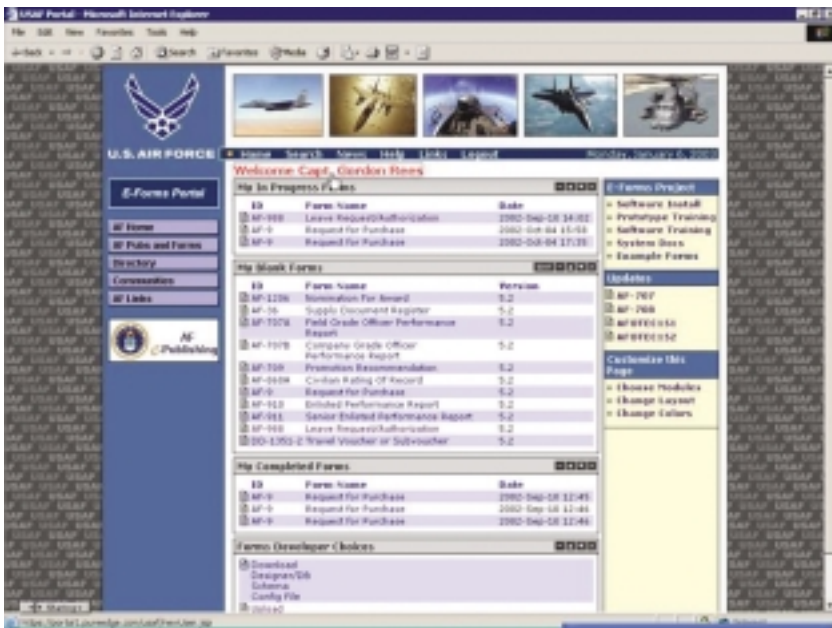 USAF Portal - Microsoft Internet Explorer
File Edit View Favorites Tools Help
Back Search Favorites Media
U.S. AIR FORCE
Home Search News Help Links Logout
Monday, January 6, 2003
Welcome Capt. Gordon Rees
E-Forms Portal
AF Home
AF Pubs and Forms
Directory
Communities
AF Links
AF
e-Publishing
My In Progress Forms
ID Form Name Date
AF-988 Leave Request/Authorization 2002-Sep-10 14:02
AF-9 Request for Purchase 2002-Oct-04 15:58
AF-9 Request for Purchase 2002-Oct-04 17:35
My Blank Forms
ID Form Name Version
AF-1206 Nomination For Award 5.2
AF-36 Supply Document Register 5.2
AF-707A Field Grade Officer Performance
Report 5.2
AF-707B Company Grade Officer
Performance Report 5.2
AF-709 Promotion Recommendation 5.2
AF-860A Civilian Rating Of Record 5.2
AF-9 Request for Purchase 5.2
AF-910 Enlisted Performance Report 5.2
AF-911 Senior Enlisted Performance Report 5.2
AF-988 Leave Request/Authorization 5.2
DD-1351-2 Travel Voucher or Subvoucher 5.2
My Completed Forms
ID Form Name Date
AF-9 Request for Purchase 2002-Sep-10 12:45
AF-9 Request for Purchase 2002-Sep-10 12:46
AF-9 Request for Purchase 2002-Sep-10 12:46
Forms Developer Choices
Download
Designer/DB
Schema
Config File
Upload
E-Forms Project
Software Install
Prototype Training
Software Training
System Docs
Example Forms
Updates
AF-707
AF-708
Customize this
Page
Choose Modules
Change Layout
Change Colors